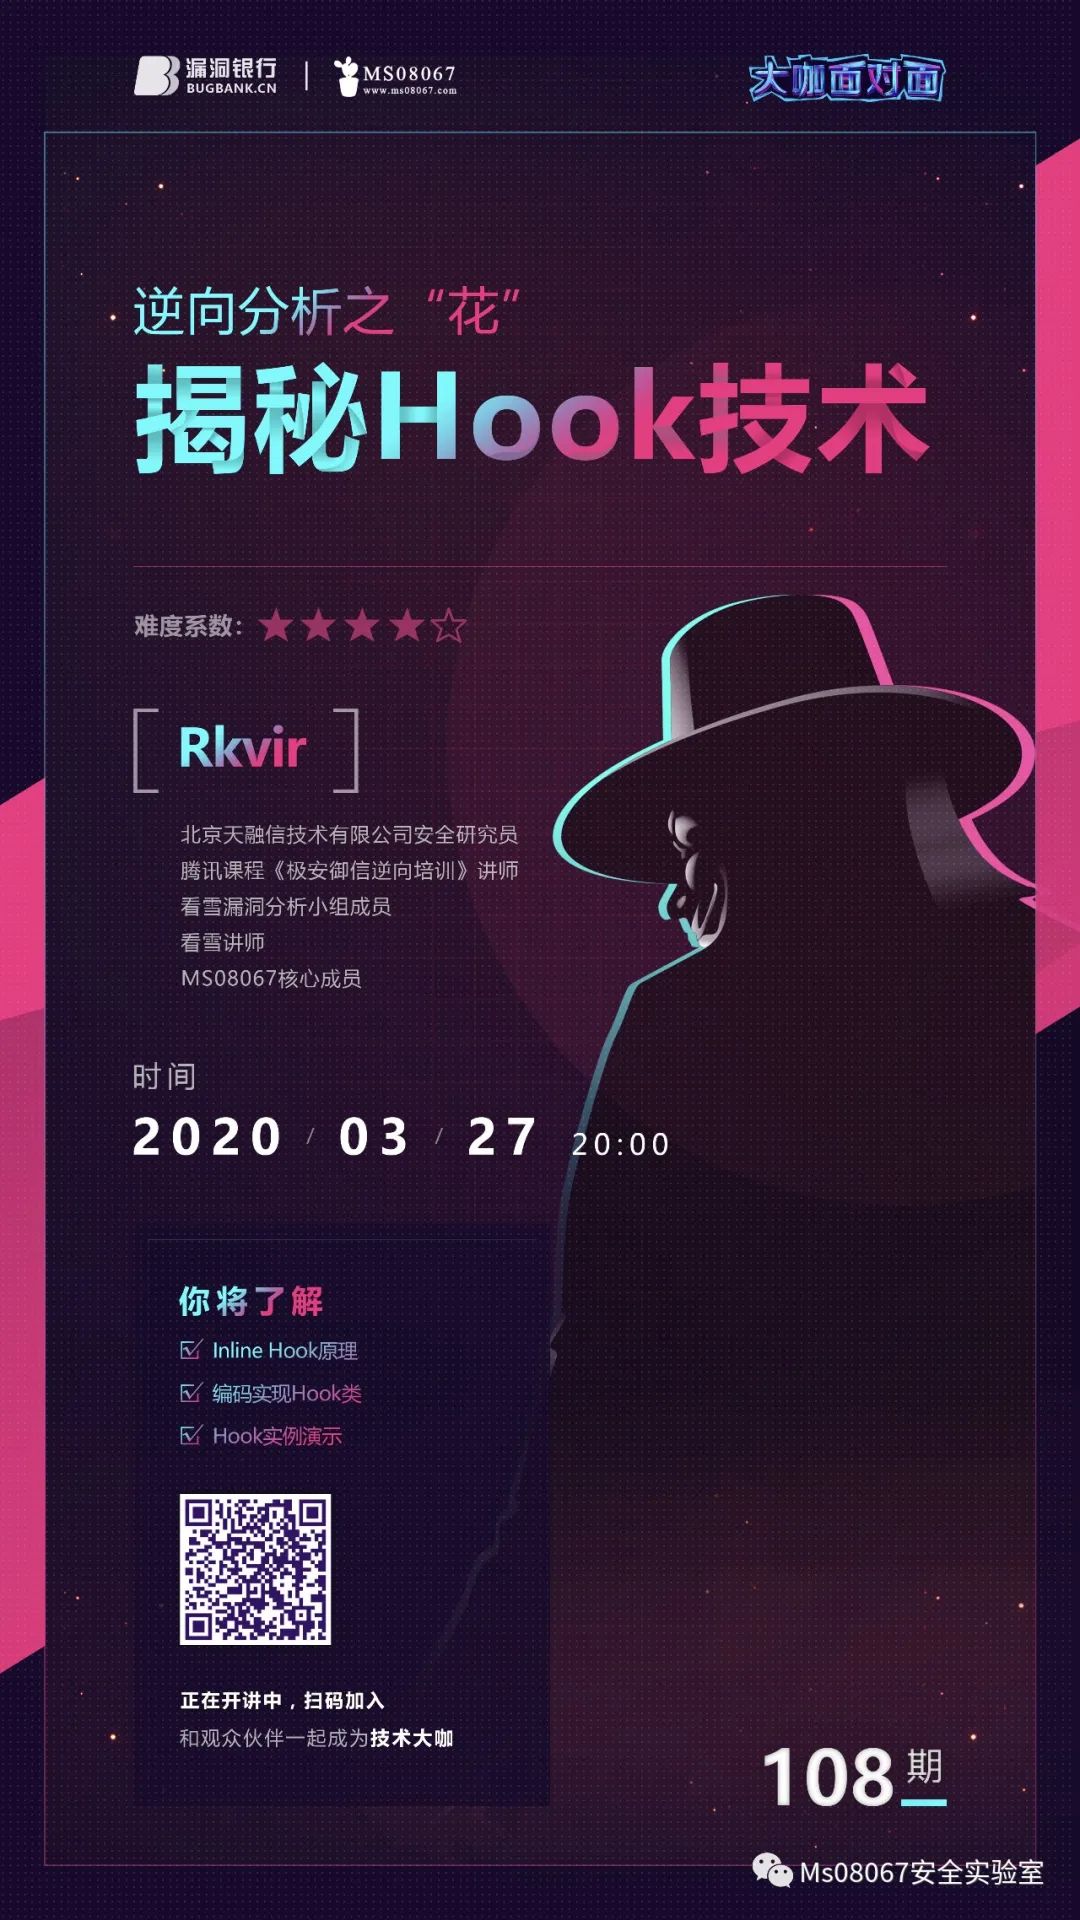 漏洞银行
BUGBANK.CN
MS08067
www.ms08067.com
大咖面对面
逆向分析之“花”
揭秘Hook技术
难度系数：
Rkvir
北京天融信技术有限公司安全研究员
腾讯课程《极安御信逆向培训》讲师
看雪漏洞分析小组成员
看雪讲师
MS08067核心成员
时间
2020 / 03 / 27 20:00
你将了解
Inline Hook原理
编码实现Hook类
Hook实例演示
正在开讲中，扫码加入
和观众伙伴一起成为技术大咖
108期
Ms08067安全实验室